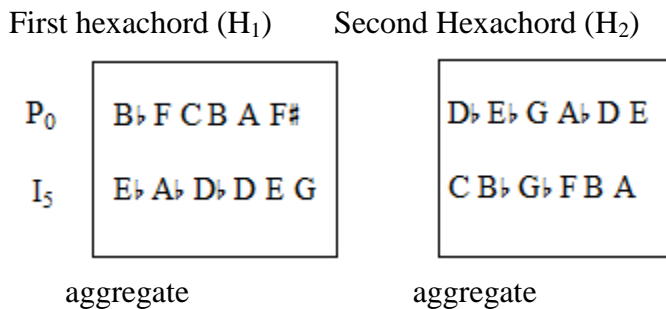 First hexachord (H₁) Second Hexachord (H₂)
P₀ B♭ F C B A F♯ D♭ E♭ G A♭ D E
I₅ E♭ A♭ D♭ D E G C B♭ G♭ F B A
aggregate aggregate